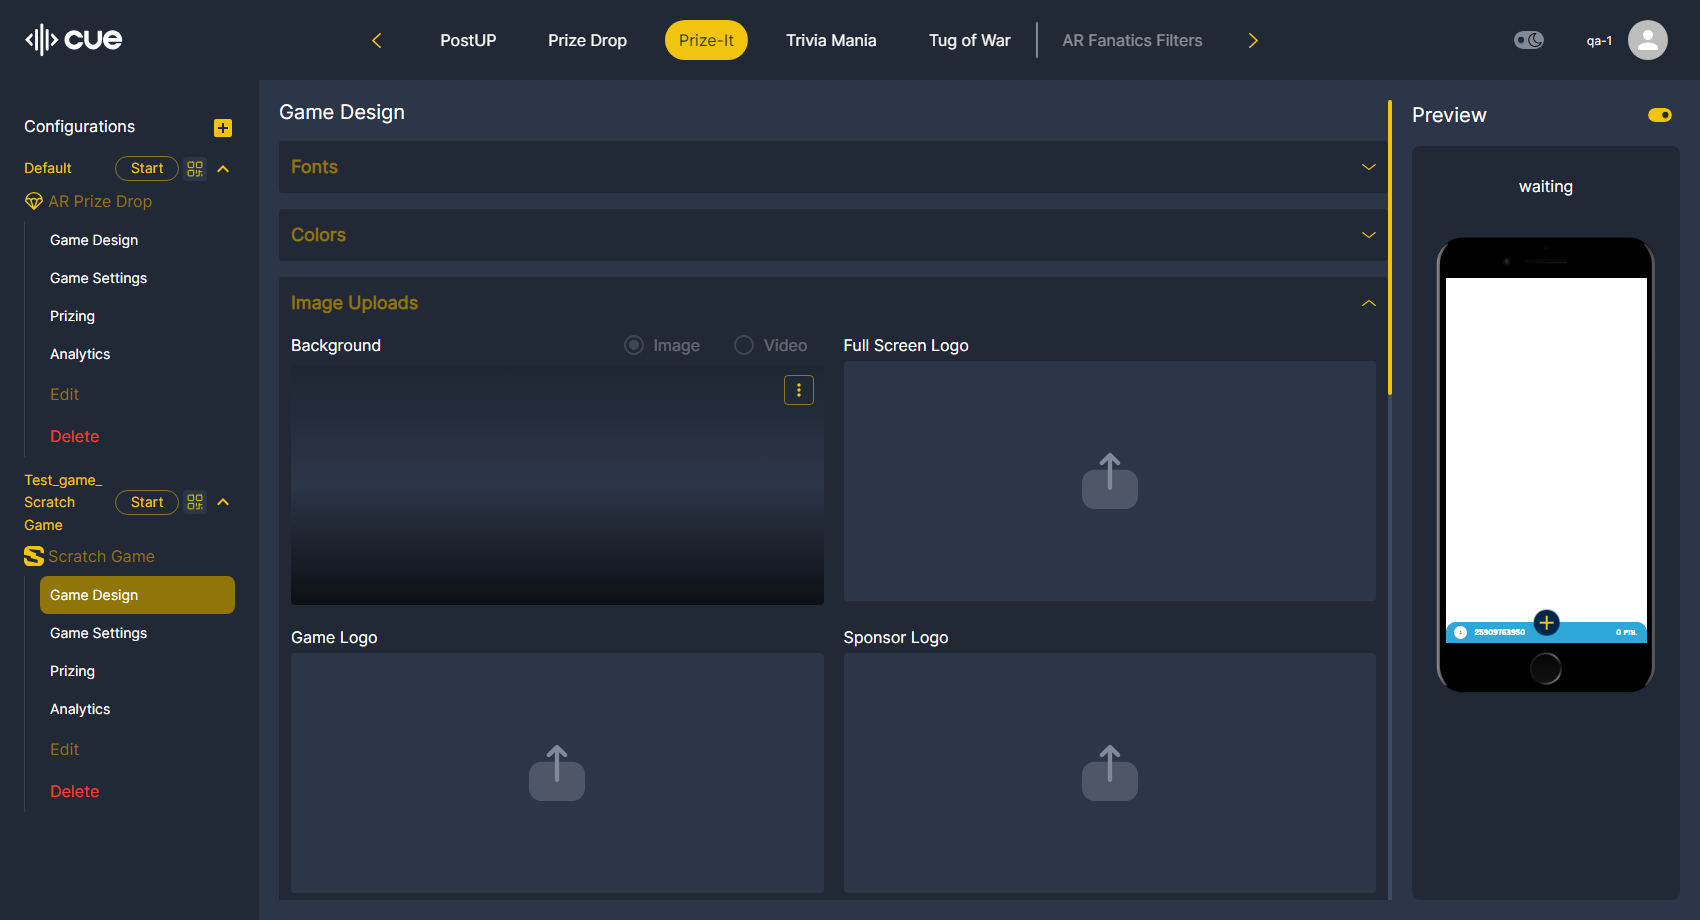 cue
PostUP
Prize Drop
Prize-It
Trivia Mania
Tug of War
AR Fanatics Filters
qa-1
Configurations
Default
Start
AR Prize Drop
Game Design
Game Settings
Prizing
Analytics
Edit
Delete
Test_game_
Scratch
Game
Start
Scratch Game
Game Design
Game Settings
Prizing
Analytics
Edit
Delete
Game Design
Fonts
Colors
Image Uploads
Background
Image
Video
Full Screen Logo
Game Logo
Sponsor Logo
Preview
waiting
25909763950
0 PTS.